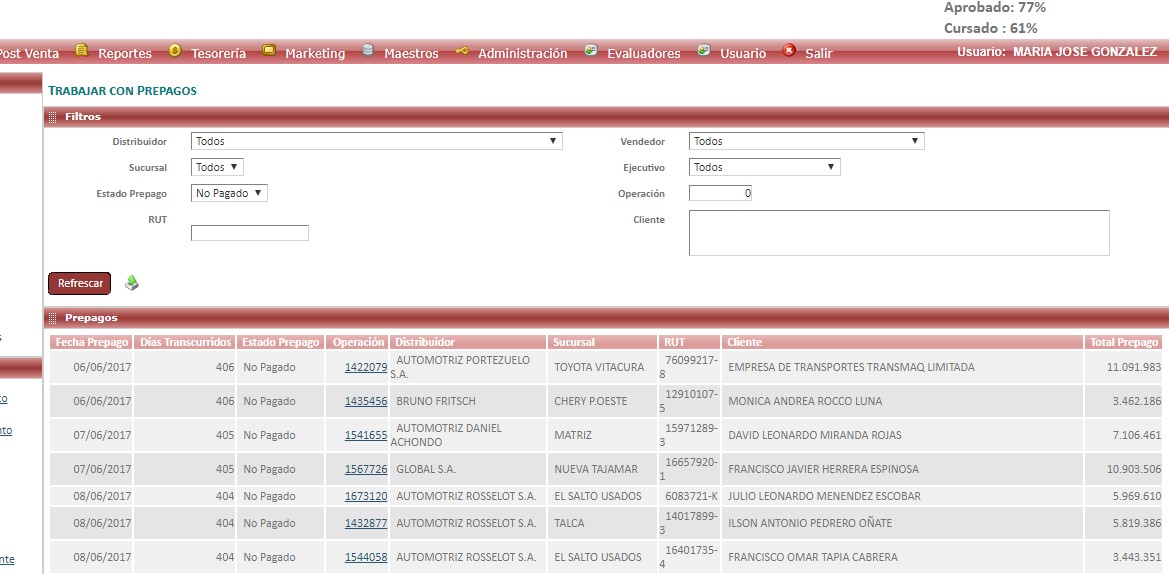 Aprobado: 77%
Cursado : 61%
Post Venta Reportes Tesorería Marketing Maestros Administración Evaluadores Usuario Salir Usuario: MARIA JOSE GONZALEZ
TRABAJAR CON PREPAGOS
Filtros
Distribuidor Todos Vendedor Todos
Sucursal Todos Ejecutivo Todos
Estado Prepago No Pagado Operación 0
RUT Cliente
Refrescar
Prepagos
Fecha Prepago Días Transcurridos Estado Prepago Operación Distribuidor Sucursal RUT Cliente Total Prepago
06/06/2017 406 No Pagado 1422079 AUTOMOTRIZ PORTEZUELO S.A. TOYOTA VITACURA 76099217-8 EMPRESA DE TRANSPORTES TRANSMAQ LIMITADA 11.091.983
06/06/2017 406 No Pagado 1435456 BRUNO FRITSCH CHERY P.OESTE 12910107-5 MONICA ANDREA ROCCO LUNA 3.462.186
07/06/2017 405 No Pagado 1541655 AUTOMOTRIZ DANIEL ACHONDO MATRIZ 15971289-3 DAVID LEONARDO MIRANDA ROJAS 7.106.461
07/06/2017 405 No Pagado 1567726 GLOBAL S.A. NUEVA TAJAMAR 16657920-1 FRANCISCO JAVIER HERRERA ESPINOSA 10.903.506
08/06/2017 404 No Pagado 1673120 AUTOMOTRIZ ROSSELOT S.A. EL SALTO USADOS 6083721-K JULIO LEONARDO MENENDEZ ESCOBAR 5.969.610
08/06/2017 404 No Pagado 1432877 AUTOMOTRIZ ROSSELOT S.A. TALCA 14017899-3 ILSON ANTONIO PEDRERO OÑATE 5.819.386
08/06/2017 404 No Pagado 1544058 AUTOMOTRIZ ROSSELOT S.A. EL SALTO USADOS 16401735-4 FRANCISCO OMAR TAPIA CABRERA 3.443.351